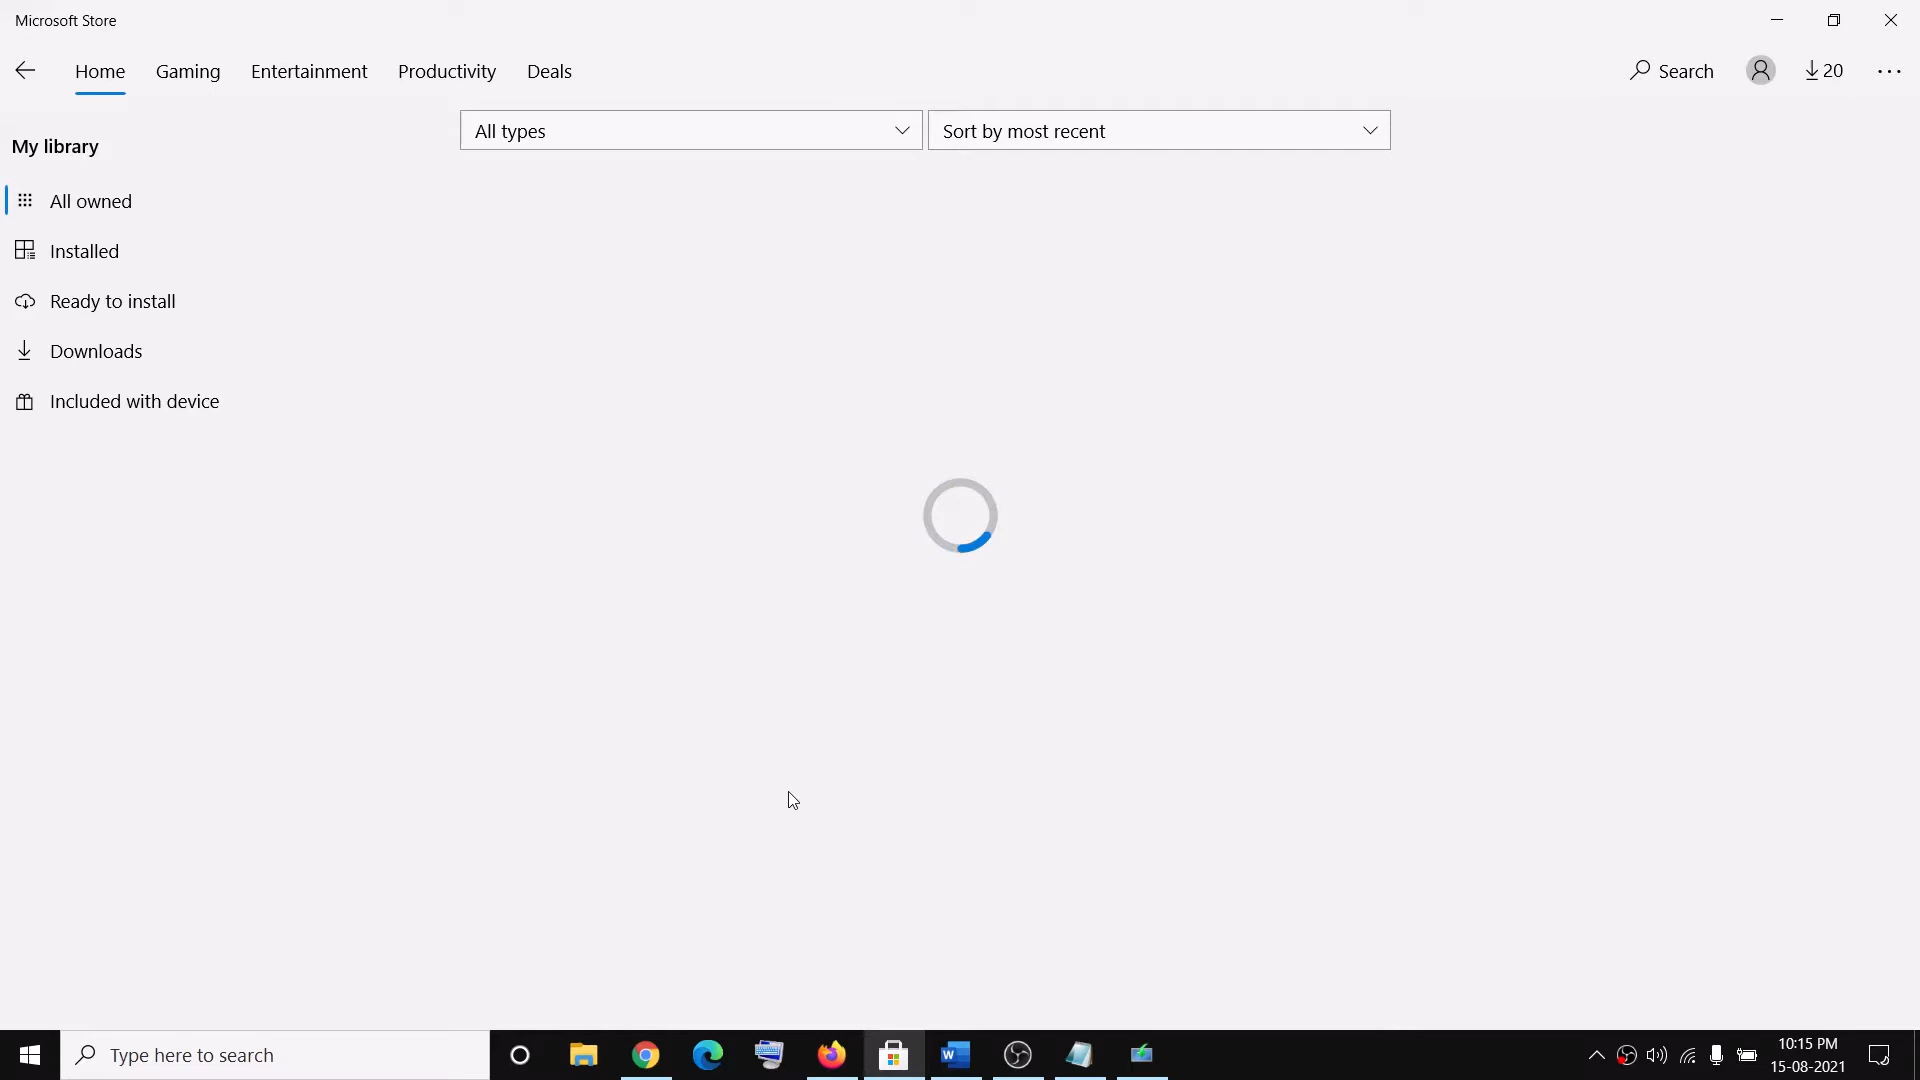 Microsoft Store
Home Gaming Entertainment Productivity Deals Search 20
All types Sort by most recent
My library
All owned
Installed
Ready to install
Downloads
Included with device
Type here to search
10:15 PM
15-08-2021